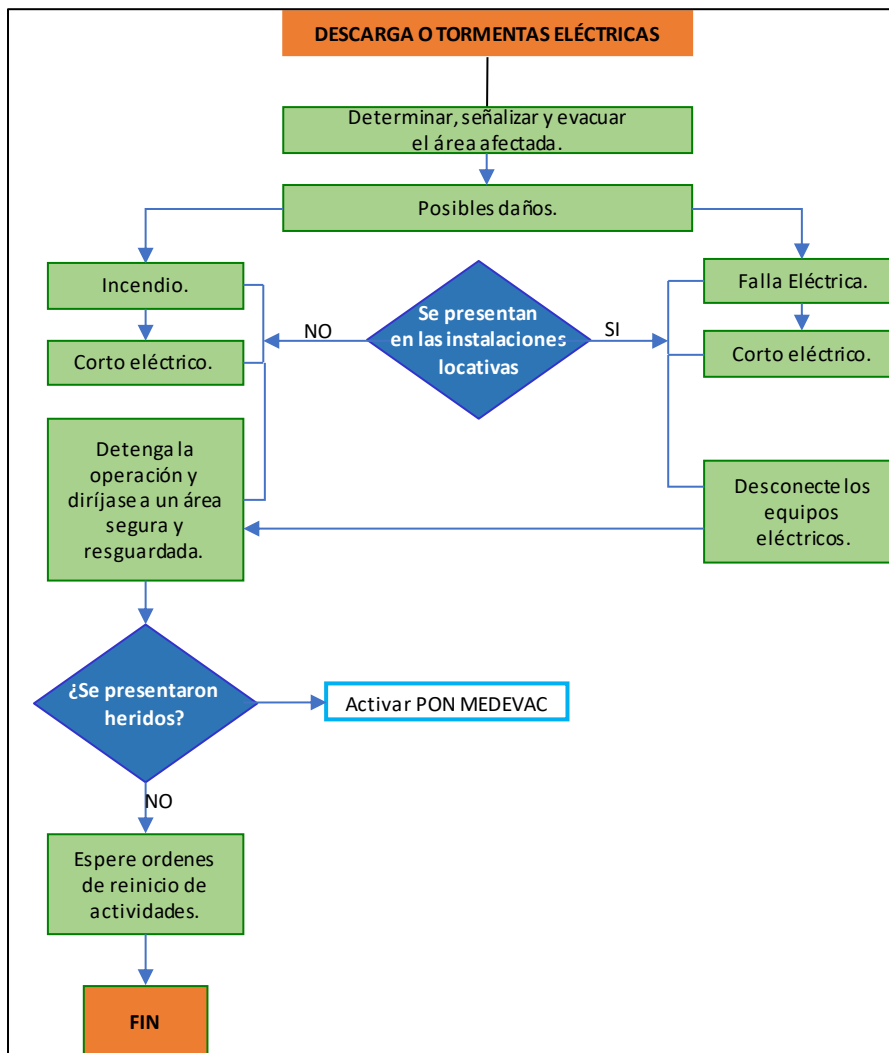 DESCARGA O TORMENTAS ELÉCTRICAS
Determinar, señalizar y evacuar
el área afectada.
Posibles daños.
Incendio.
Se presentan
en las instalaciones
locativas
Falla Eléctrica.
NO
SI
Corto eléctrico.
Corto eléctrico.
Detenga la
operación y
diríjase a un área
segura y
resguardada.
Desconecte los
equipos
eléctricos.
¿Se presentaron
heridos?
Activar PON MEDEVAC
NO
Espere ordenes
de reinicio de
actividades.
FIN